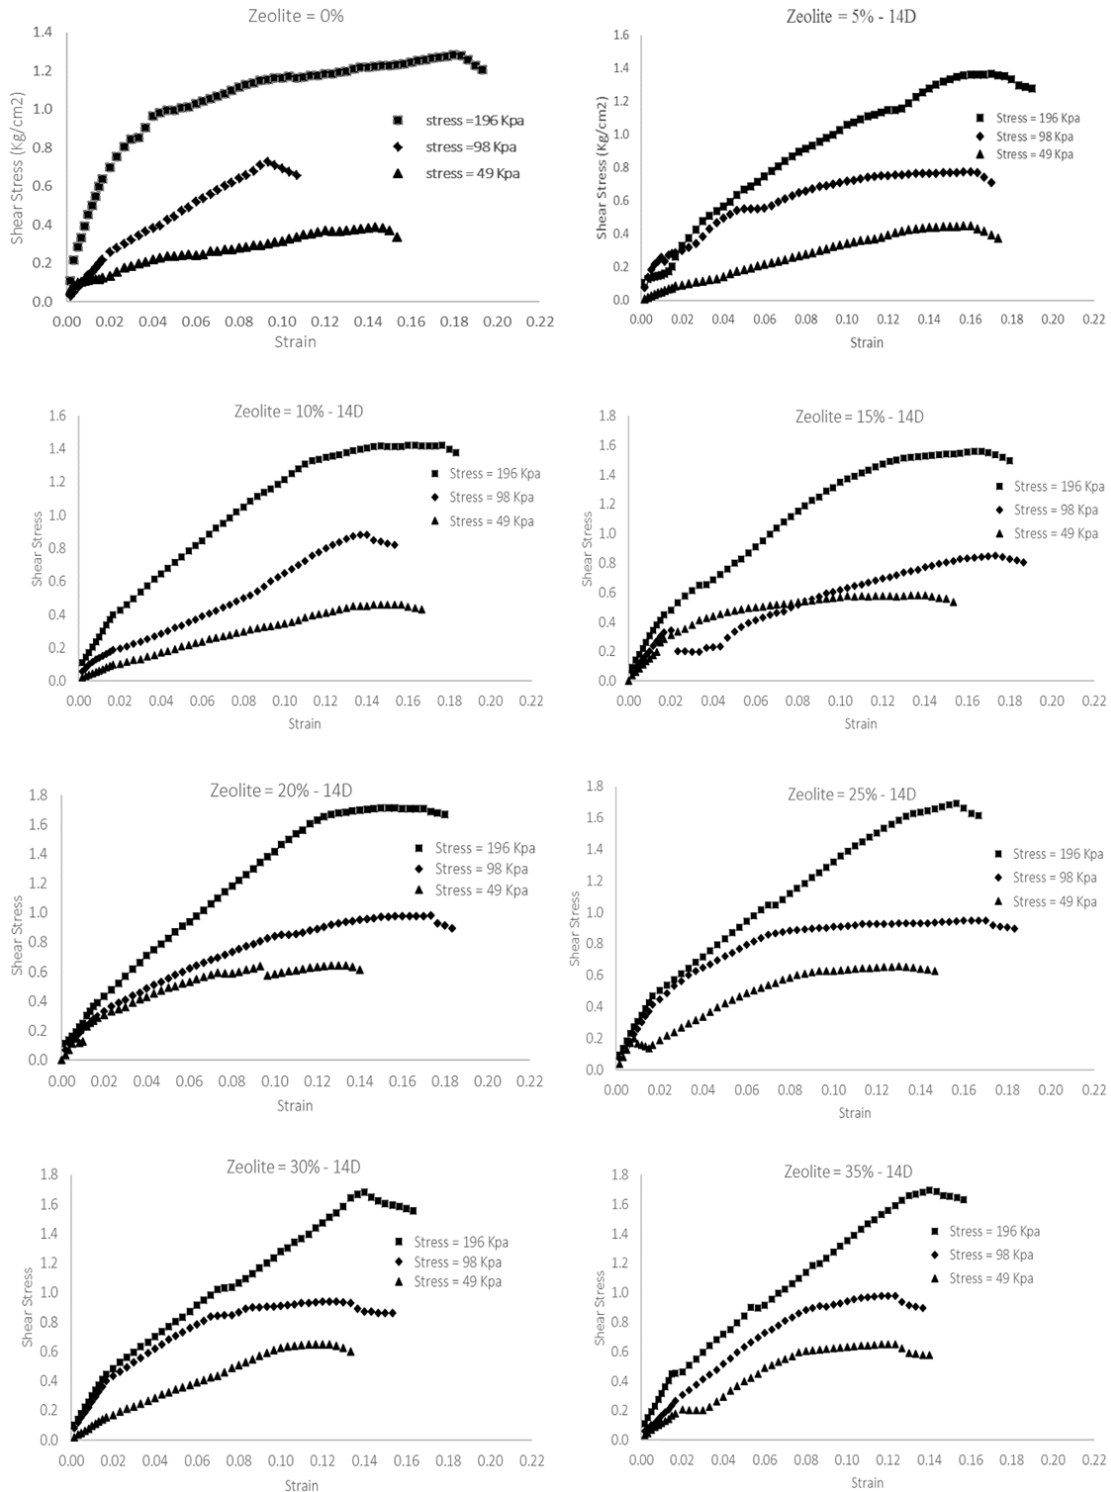 Zeolite = 0%
1.4
1.2
1.0
0.8
0.6
0.4
0.2
0.0
Shear Stress (Kg/cm2)
stress =196 Kpa
stress =98 Kpa
stress = 49 Kpa
0.00 0.02 0.04 0.06 0.08 0.10 0.12 0.14 0.16 0.18 0.20 0.22
Strain
Zeolite = 5% - 14D
1.6
1.4
1.2
1.0
0.8
0.6
0.4
0.2
0.0
Shear Stress (Kg/cm2)
Stress = 196 Kpa
Stress = 98 Kpa
Stress = 49 Kpa
0.00 0.02 0.04 0.06 0.08 0.10 0.12 0.14 0.16 0.18 0.20 0.22
Strain
Zeolite = 10% - 14D
1.6
1.4
1.2
1.0
0.8
0.6
0.4
0.2
0.0
Shear Stress
Stress = 196 Kpa
Stress = 98 Kpa
Stress = 49 Kpa
0.00 0.02 0.04 0.06 0.08 0.10 0.12 0.14 0.16 0.18 0.20 0.22
Strain
Zeolite = 15% - 14D
1.8
1.6
1.4
1.2
1.0
0.8
0.6
0.4
0.2
0.0
Shear Stress
Stress = 196 Kpa
Stress = 98 Kpa
Stress = 49 Kpa
0.00 0.02 0.04 0.06 0.08 0.10 0.12 0.14 0.16 0.18 0.20 0.22
Strain
Zeolite = 20% - 14D
1.8
1.6
1.4
1.2
1.0
0.8
0.6
0.4
0.2
0.0
Shear Stress
Stress = 196 Kpa
Stress = 98 Kpa
Stress = 49 Kpa
0.00 0.02 0.04 0.06 0.08 0.10 0.12 0.14 0.16 0.18 0.20 0.22
Strain
Zeolite = 25% - 14D
1.8
1.6
1.4
1.2
1.0
0.8
0.6
0.4
0.2
0.0
Shear Stress
Stress = 196 Kpa
Stress = 98 Kpa
Stress = 49 Kpa
0.00 0.02 0.04 0.06 0.08 0.10 0.12 0.14 0.16 0.18 0.20 0.22
Strain
Zeolite = 30% - 14D
1.8
1.6
1.4
1.2
1.0
0.8
0.6
0.4
0.2
0.0
Shear Stress
Stress = 196 Kpa
Stress = 98 Kpa
Stress = 49 Kpa
0.00 0.02 0.04 0.06 0.08 0.10 0.12 0.14 0.16 0.18 0.20 0.22
Strain
Zeolite = 35% - 14D
1.8
1.6
1.4
1.2
1.0
0.8
0.6
0.4
0.2
0.0
Shear Stress
Stress = 196 Kpa
Stress = 98 Kpa
Stress = 49 Kpa
0.00 0.02 0.04 0.06 0.08 0.10 0.12 0.14 0.16 0.18 0.20 0.22
Strain